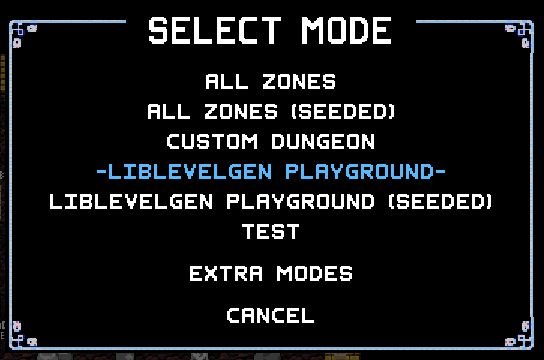 SELECT MODE
ALL ZONES
ALL ZONES (SEEDED)
CUSTOM DUNGEON
-LIBLEVELGEN PLAYGROUND-
LIBLEVELGEN PLAYGROUND (SEEDED)
TEST
EXTRA MODES
CANCEL